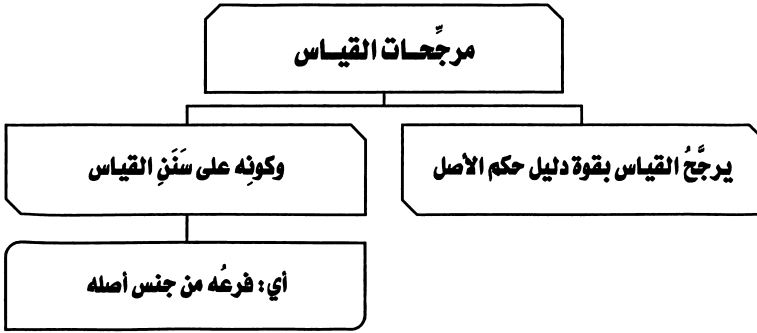 مرجِّحات القيـاس
يرجَّحُ القياس بقوة دليل حكم الأصل
وكونِه على سَنَنِ القياس
أي: فرعُه من جنس أصله